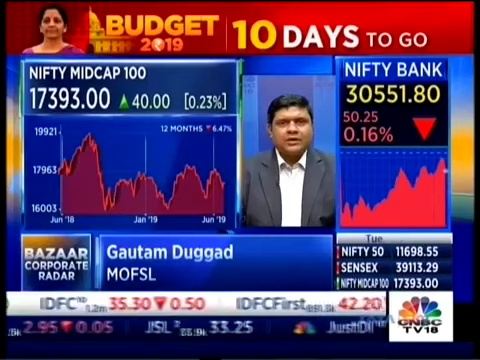 BUDGET
2019
10 DAYS TO GO
NIFTY MIDCAP 100
17393.00 ▲ 40.00 [0.23%]
12 MONTHS ▼ 6.47%
19921
17963
16003
Jun '18 Jan '19 Jun '19
NIFTY BANK
30551.80
50.25
0.16% ▼
BAZAAR
CORPORATE
RADAR
Gautam Duggad
MOFSL
Tue
NIFTY 50 11698.55
SENSEX 39113.29
NIFTY MIDCAP 100 17393.00
IDFC 1.2m 35.30 ▼ 0.50 IDFCFirst 42.20
2.95 ▼ 0.05 JSL 33.25
CNBC
TV18